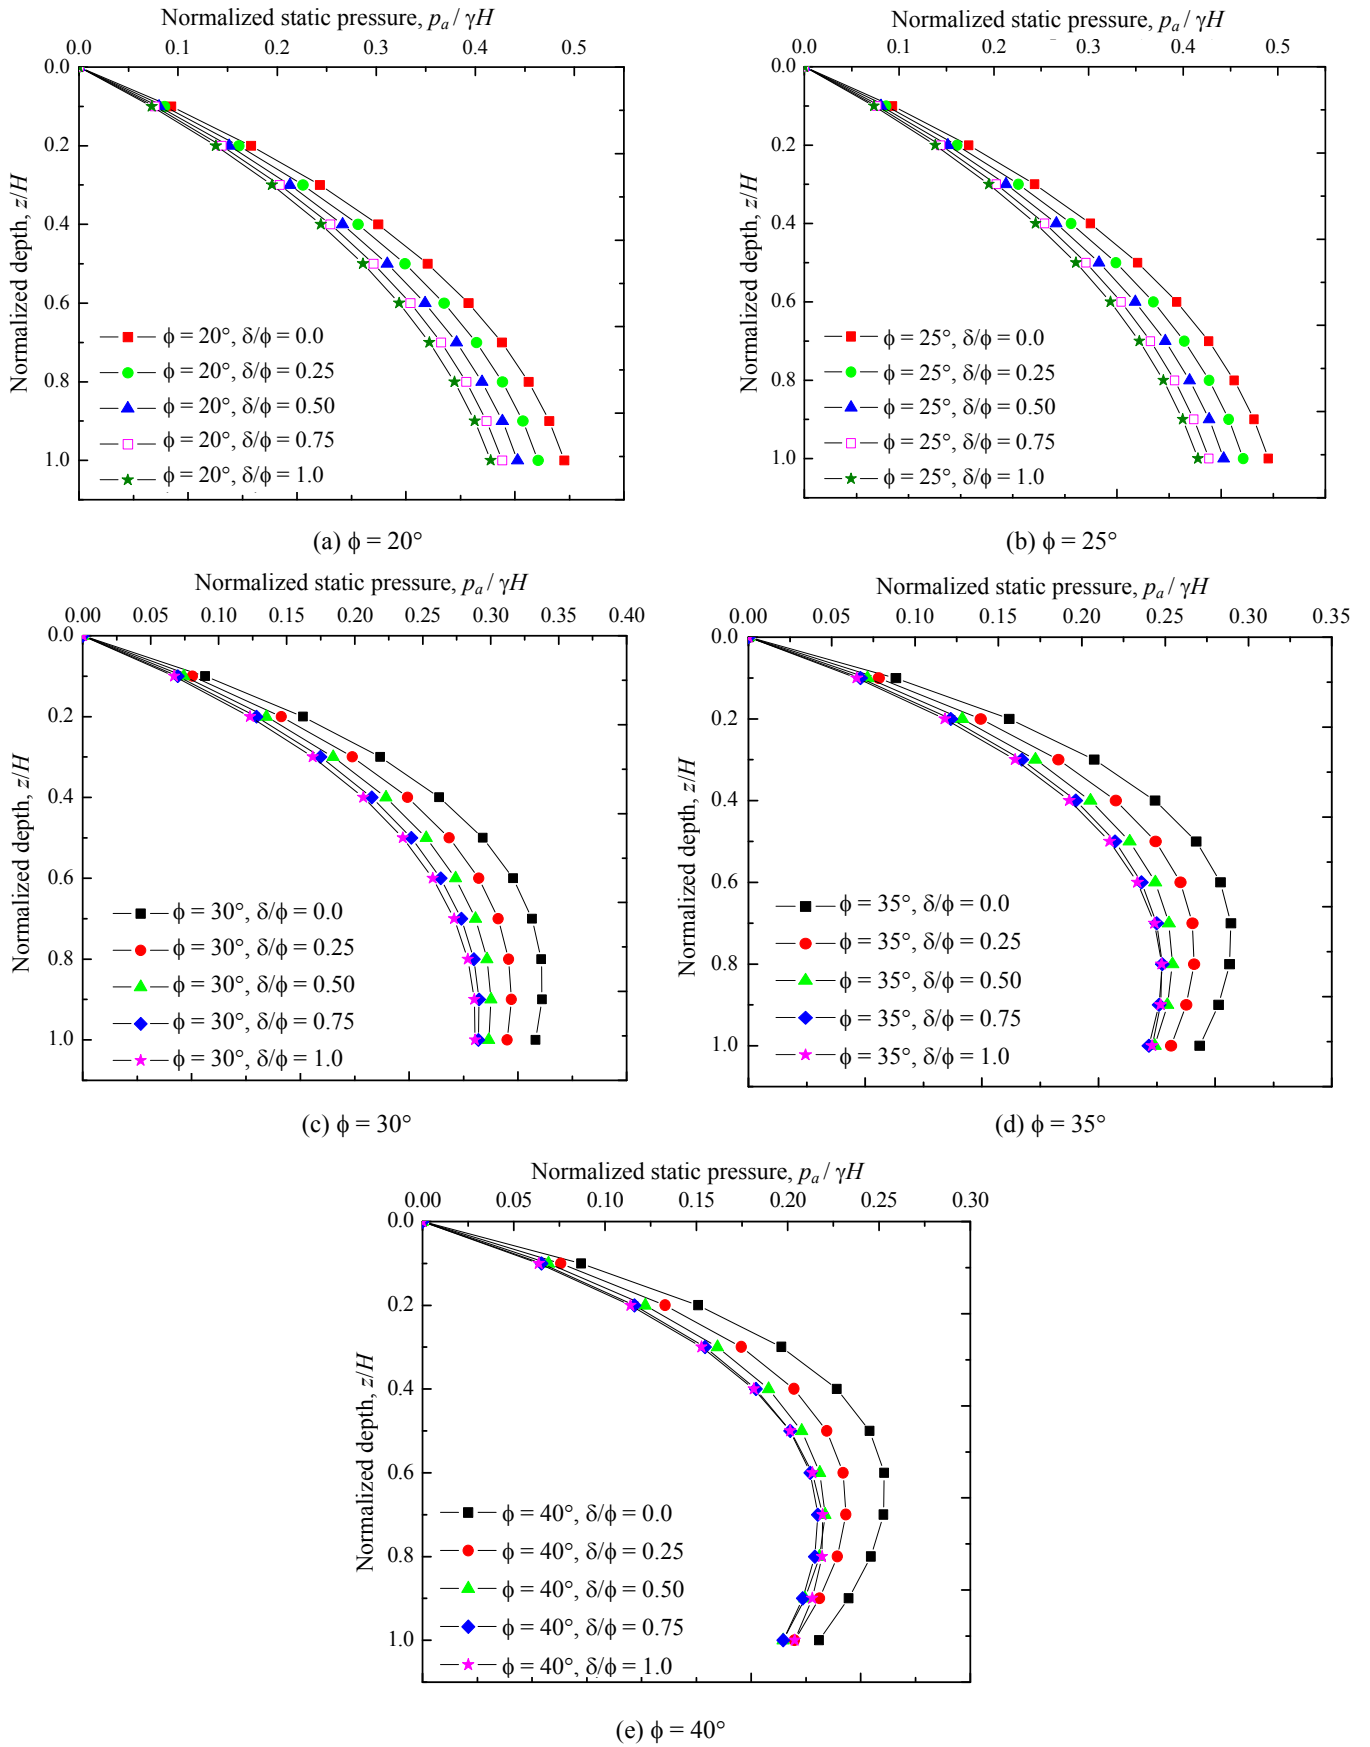 Normalized static pressure, pₐ / γH
0.0 0.1 0.2 0.3 0.4 0.5
0.0
0.2
0.4
0.6
0.8
1.0
Normalized depth, z/H
ϕ = 20°, δ/ϕ = 0.0
ϕ = 20°, δ/ϕ = 0.25
ϕ = 20°, δ/ϕ = 0.50
ϕ = 20°, δ/ϕ = 0.75
ϕ = 20°, δ/ϕ = 1.0
(a) ϕ = 20°
Normalized static pressure, pₐ / γH
0.0 0.1 0.2 0.3 0.4 0.5
0.0
0.2
0.4
0.6
0.8
1.0
Normalized depth, z/H
ϕ = 25°, δ/ϕ = 0.0
ϕ = 25°, δ/ϕ = 0.25
ϕ = 25°, δ/ϕ = 0.50
ϕ = 25°, δ/ϕ = 0.75
ϕ = 25°, δ/ϕ = 1.0
(b) ϕ = 25°
Normalized static pressure, pₐ / γH
0.00 0.05 0.10 0.15 0.20 0.25 0.30 0.35 0.40
0.0
0.2
0.4
0.6
0.8
1.0
Normalized depth, z/H
ϕ = 30°, δ/ϕ = 0.0
ϕ = 30°, δ/ϕ = 0.25
ϕ = 30°, δ/ϕ = 0.50
ϕ = 30°, δ/ϕ = 0.75
ϕ = 30°, δ/ϕ = 1.0
(c) ϕ = 30°
Normalized static pressure, pₐ / γH
0.00 0.05 0.10 0.15 0.20 0.25 0.30 0.35
0.0
0.2
0.4
0.6
0.8
1.0
Normalized depth, z/H
ϕ = 35°, δ/ϕ = 0.0
ϕ = 35°, δ/ϕ = 0.25
ϕ = 35°, δ/ϕ = 0.50
ϕ = 35°, δ/ϕ = 0.75
ϕ = 35°, δ/ϕ = 1.0
(d) ϕ = 35°
Normalized static pressure, pₐ / γH
0.00 0.05 0.10 0.15 0.20 0.25 0.30
0.0
0.2
0.4
0.6
0.8
1.0
Normalized depth, z/H
ϕ = 40°, δ/ϕ = 0.0
ϕ = 40°, δ/ϕ = 0.25
ϕ = 40°, δ/ϕ = 0.50
ϕ = 40°, δ/ϕ = 0.75
ϕ = 40°, δ/ϕ = 1.0
(e) ϕ = 40°